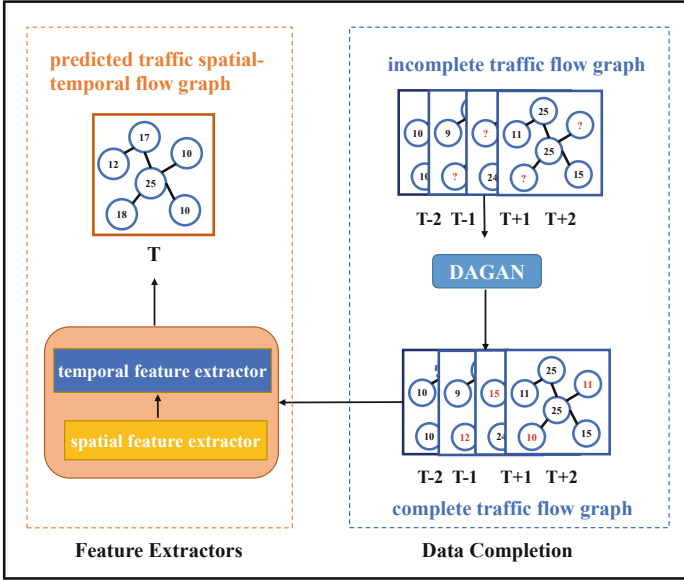 predicted traffic spatial-
temporal flow graph
17
12
10
25
18
10
T
temporal feature extractor
spatial feature extractor
Feature Extractors
incomplete traffic flow graph
25
10
9
?
11
?
25
10
?
24
?
15
T-2 T-1 T+1 T+2
DAGAN
25
10
9
15
11
11
25
10
12
24
10
15
T-2 T-1 T+1 T+2
complete traffic flow graph
Data Completion